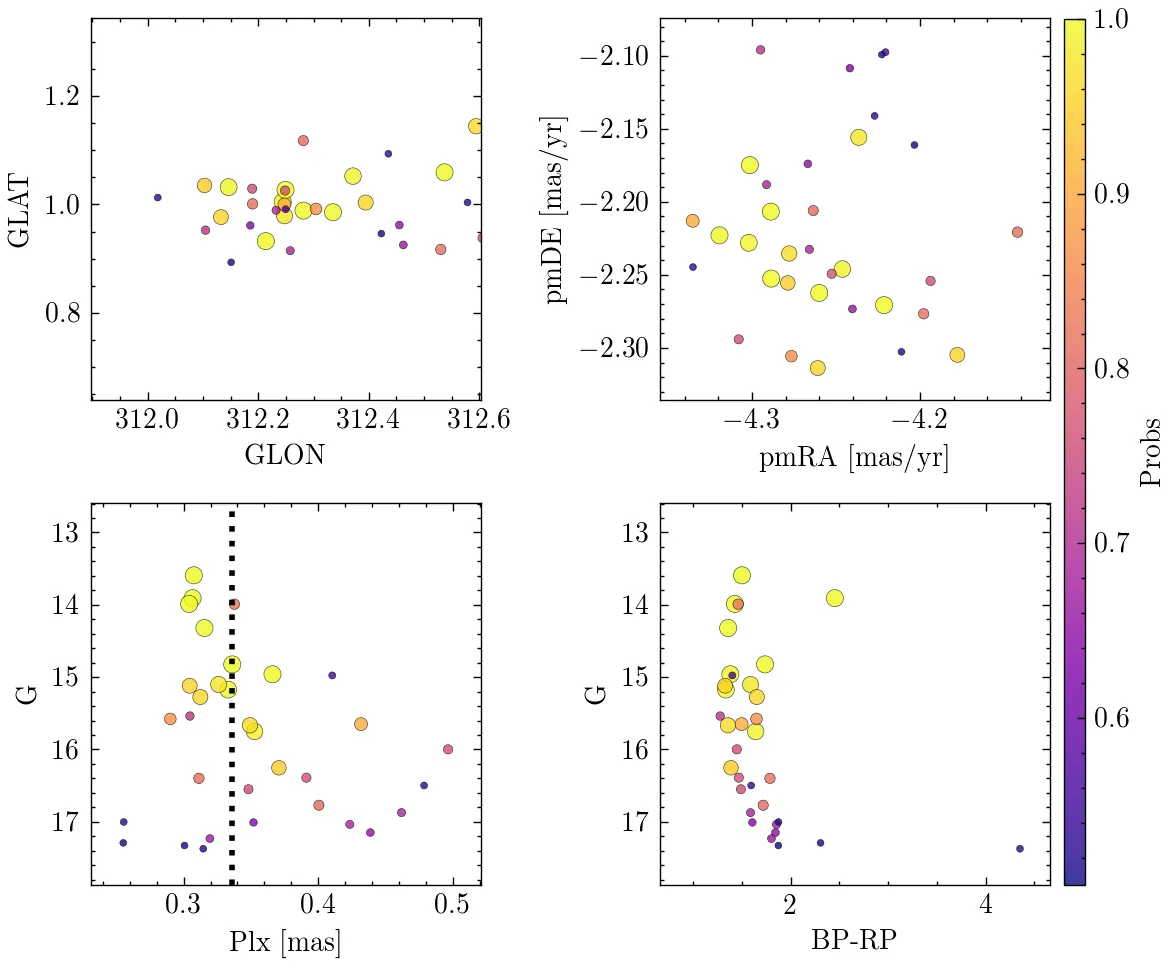 1.2
1.0
0.8
GLAT
312.0 312.2 312.4 312.6
GLON
−2.10
−2.15
−2.20
−2.25
−2.30
pmDE [mas/yr]
−4.3 −4.2
pmRA [mas/yr]
1.0
0.9
0.8
0.7
0.6
Probs
13
14
15
16
17
G
0.3 0.4 0.5
Plx [mas]
13
14
15
16
17
G
2 4
BP-RP